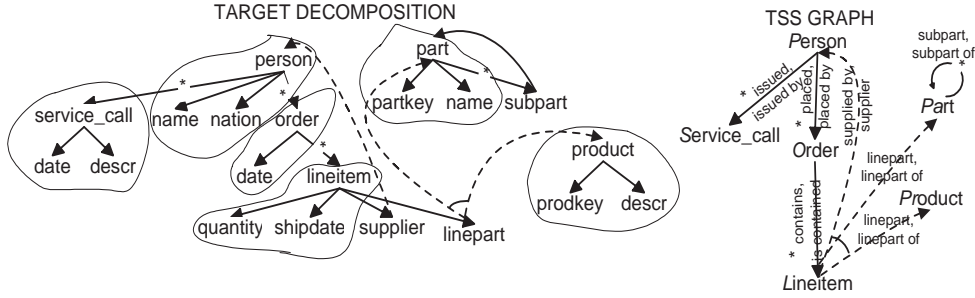 TARGET DECOMPOSITION
person
*
*
service_call
name nation order
date descr
date
*
lineitem
quantity shipdate supplier
linepart
part
*
partkey name subpart
product
prodkey descr
TSS GRAPH
Person
* issued,
issued by
* placed,
placed by
supplied by
supplier
subpart,
subpart of
*
Part
Service_call
Order
linepart,
linepart of
Product
linepart,
linepart of
* contains,
is contained
Lineitem